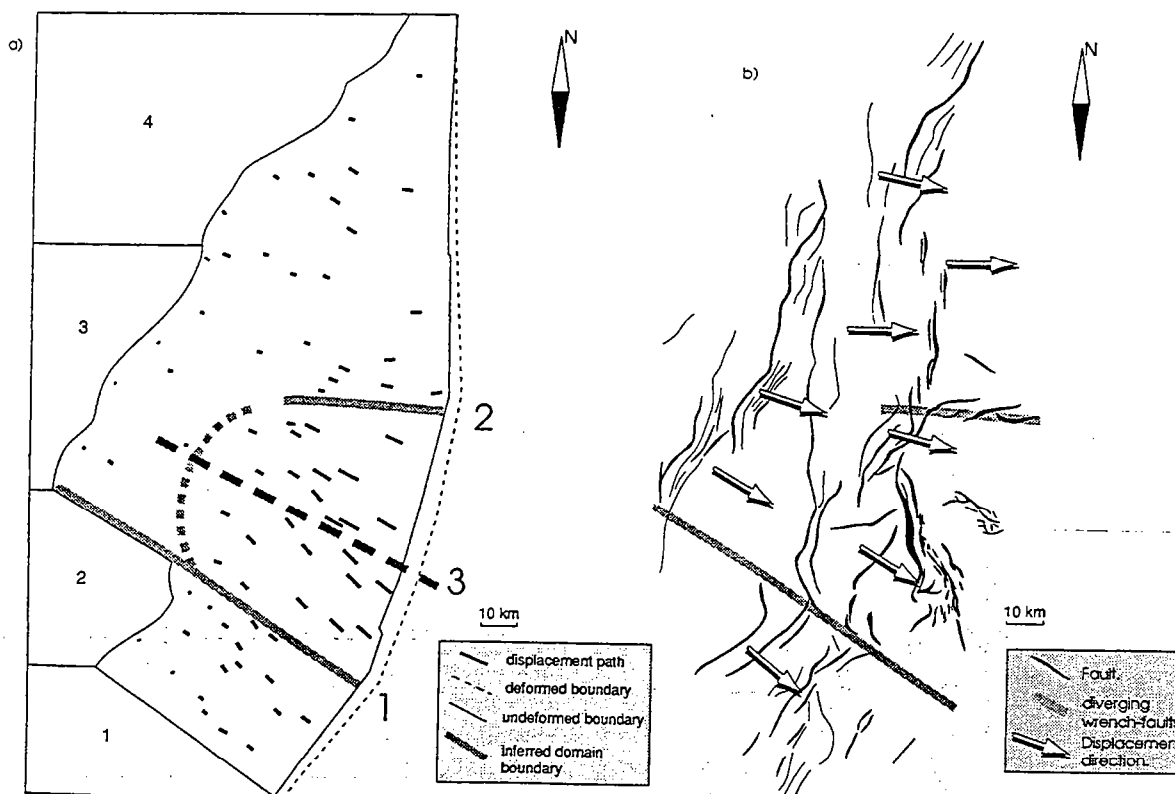 a)
N
4
3
2
1
2
3
1
10 km
displacement path
deformed boundary
undeformed boundary
Inferred domain
boundary
b)
N
10 km
Fault.
diverging
wrench-faults
Displacement
direction.